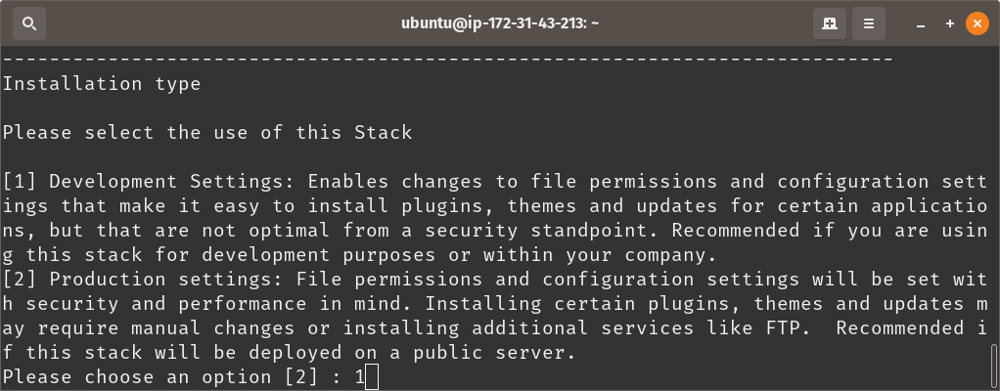 ubuntu@ip-172-31-43-213: ~
----------------------------------------------------------------------------
Installation type
Please select the use of this Stack
[1] Development Settings: Enables changes to file permissions and configuration sett
ings that make it easy to install plugins, themes and updates for certain applicatio
ns, but that are not optimal from a security standpoint. Recommended if you are usin
g this stack for development purposes or within your company.
[2] Production settings: File permissions and configuration settings will be set wit
h security and performance in mind. Installing certain plugins, themes and updates m
ay require manual changes or installing additional services like FTP.  Recommended i
f this stack will be deployed on a public server.
Please choose an option [2] : 1